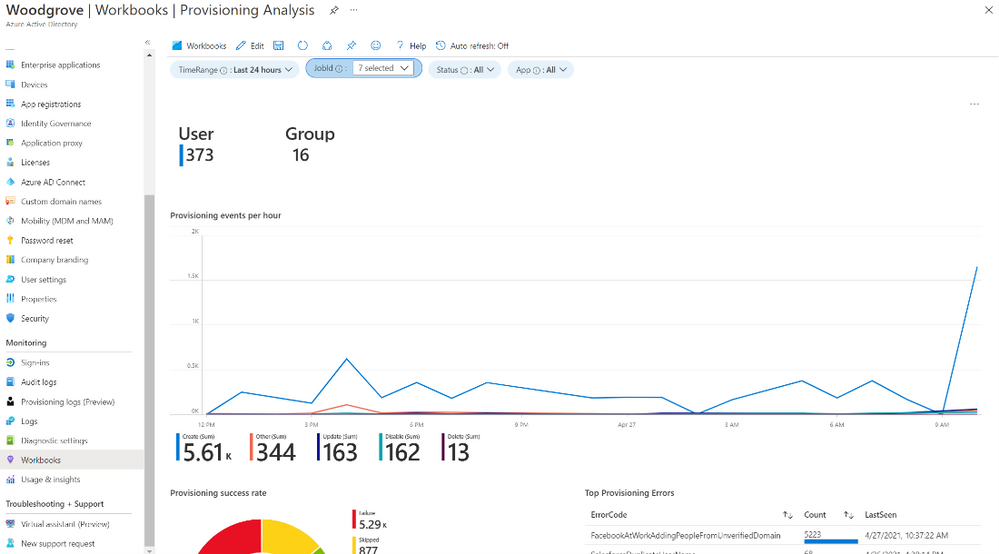 Woodgrove | Workbooks | Provisioning Analysis
Azure Active Directory
Workbooks Edit Help Auto refresh: Off
TimeRange : Last 24 hours JobId : 7 selected Status : All App : All
Enterprise applications
Devices
App registrations
Identity Governance
Application proxy
Licenses
Azure AD Connect
Custom domain names
Mobility (MDM and MAM)
Password reset
Company branding
User settings
Properties
Security
Monitoring
Sign-ins
Audit logs
Provisioning logs (Preview)
Logs
Diagnostic settings
Workbooks
Usage & insights
Troubleshooting + Support
Virtual assistant (Preview)
New support request
User Group
373 16
Provisioning events per hour
2K
1.5K
1K
0.5K
0K
12 PM 3 PM 6 PM 9 PM Apr 27 3 AM 6 AM 9 AM
Create (Sum) Other (Sum) Update (Sum) Disable (Sum) Delete (Sum)
5.61 K 344 163 162 13
Provisioning success rate
Failure
5.29 K
Skipped
877
Top Provisioning Errors
ErrorCode Count LastSeen
FacebookAtWorkAddingPeopleFromUnverifiedDomain 5223 4/27/2021, 10:37:22 AM